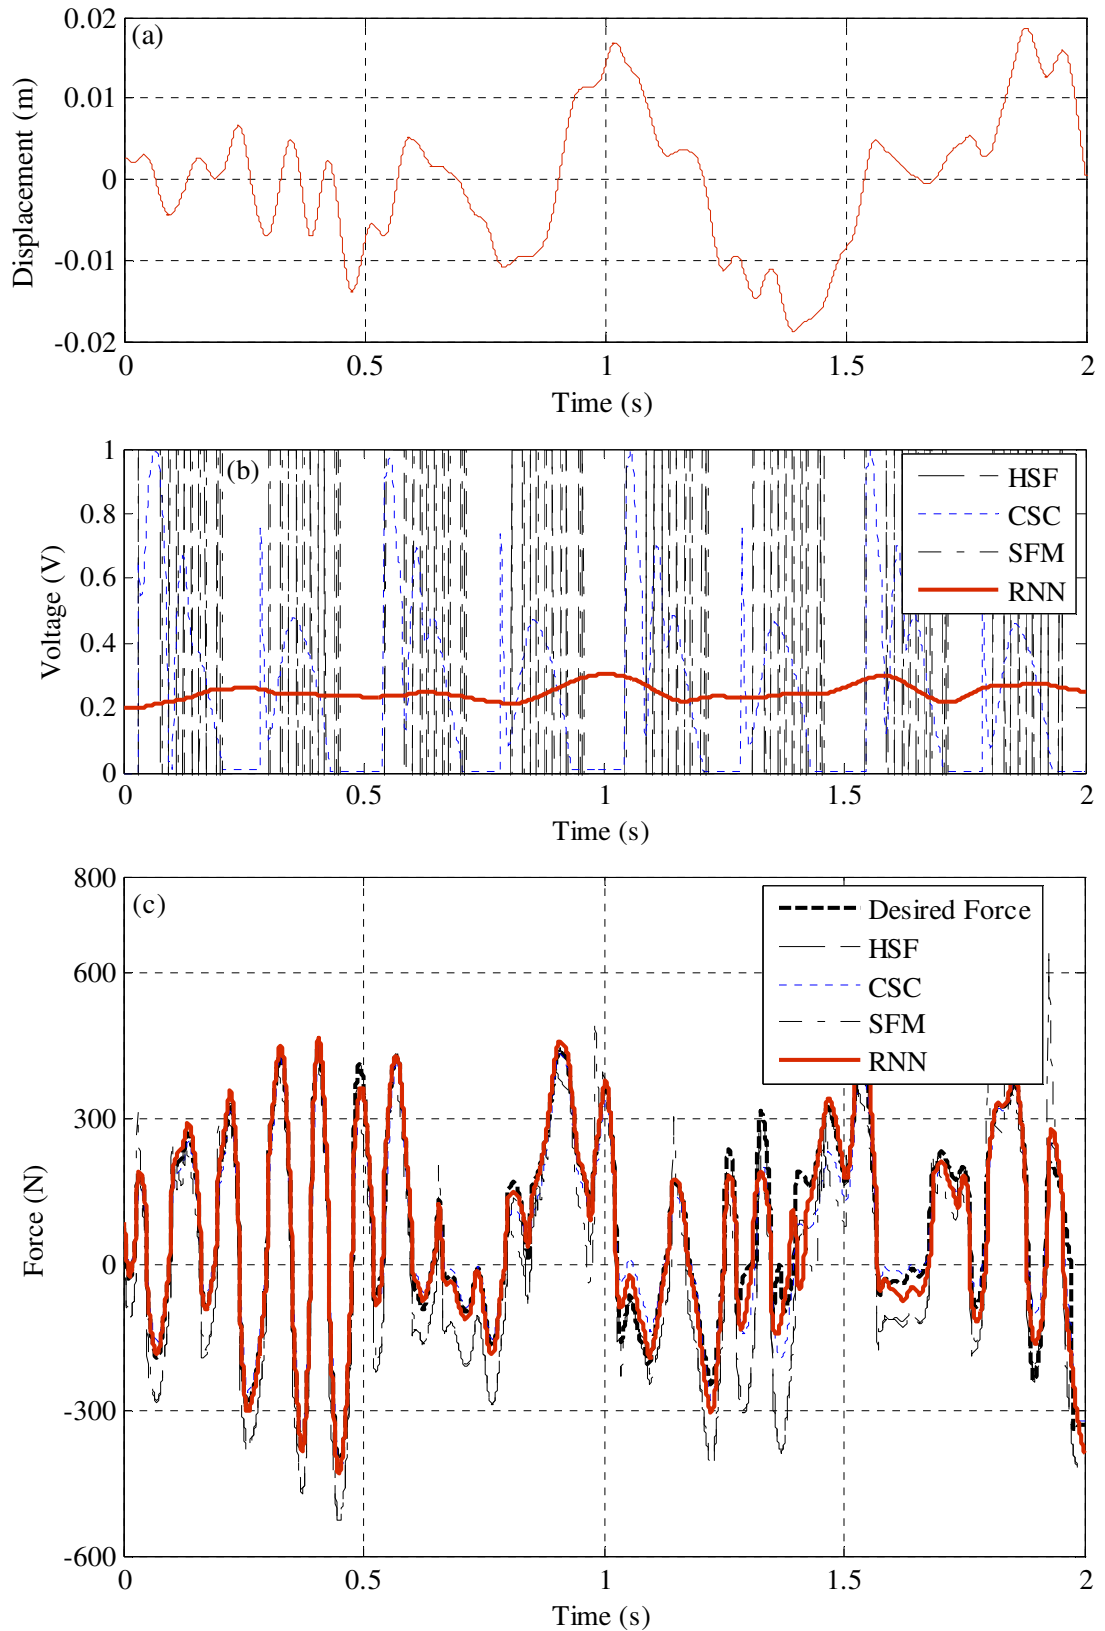 (a)
0.02
0.01
0
-0.01
-0.02
Displacement (m)
0 0.5 1 1.5 2
Time (s)
(b)
1
0.8
0.6
0.4
0.2
0
Voltage (V)
HSF
CSC
SFM
RNN
0 0.5 1 1.5 2
Time (s)
(c)
800
600
300
0
-300
-600
Force (N)
Desired Force
HSF
CSC
SFM
RNN
0 0.5 1 1.5 2
Time (s)